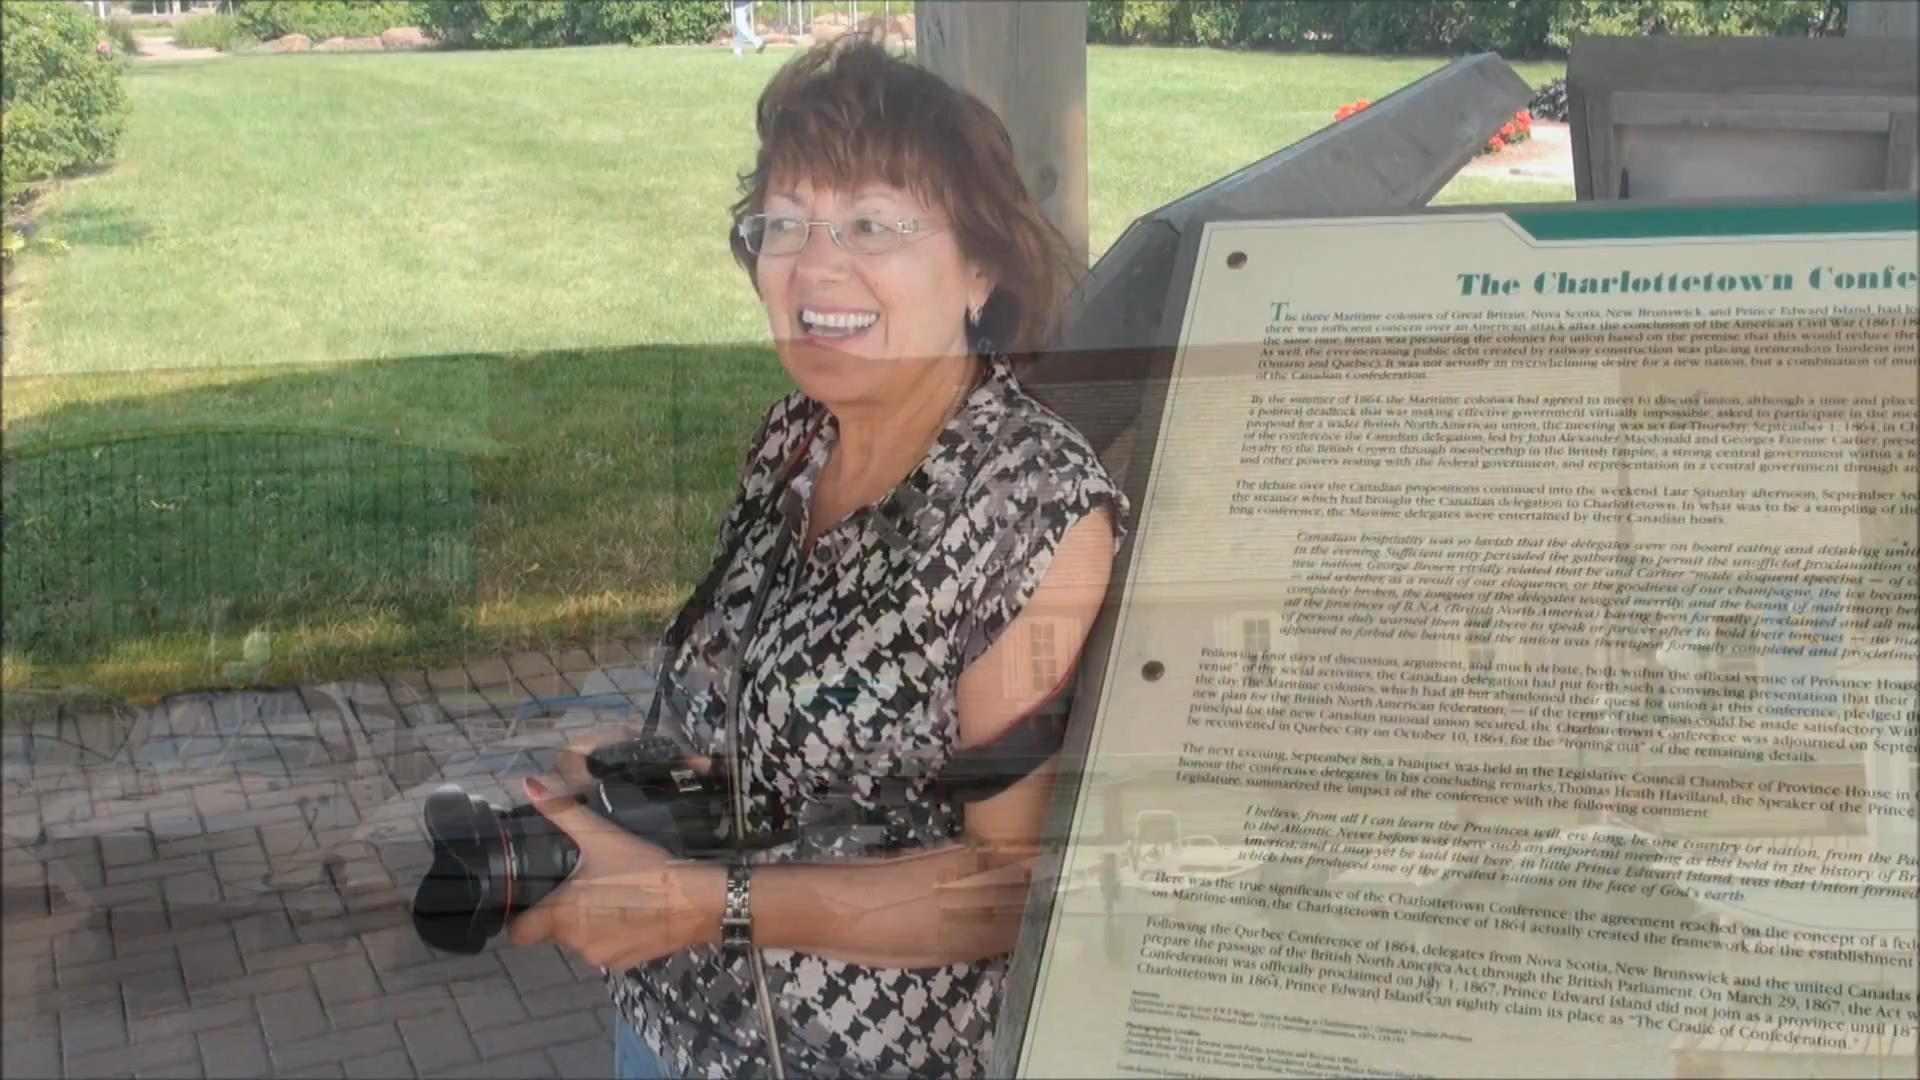 The Charlottetown Confe
The three Maritime colonies of Great Britain, Nova Scotia, New Brunswick, and Prince Edward Island, had lo
there was sufficient concern over an American attack after the conclusion of the American Civil War (1861-18
the same time, Britain was pressuring the colonies for union based on the premise that this would reduce thei
As well, the ever-increasing public debt created by railway construction was placing tremendous burdens not
(Ontario and Quebec). It was not actually an overwhelming desire for a new nation, but a combination of mut
of the Canadian Confederation.
By the summer of 1864, the Maritime colonies had agreed to meet to discuss union, although a time and place
a political deadlock that was making effective government virtually impossible, asked to participate in the mee
proposal for a wider British North American union, the meeting was set for Thursday, September 1, 1864, in Ch
of the conference the Canadian delegation, led by John Alexander Macdonald and Georges Etienne Cartier, prese
loyalty to the British Crown through membership in the British Empire, a strong central government within a fe
and other powers resting with the federal government, and representation in a central government through an
The debate over the Canadian propositions continued into the weekend. Late Saturday afternoon, September 3rd
the steamer which had brought the Canadian delegation to Charlottetown. In what was to be a sampling of the
long conference, the Maritime delegates were entertained by their Canadian hosts.
Canadian hospitality was so lavish that the delegates were on board eating and drinking until
in the evening. Sufficient unity pervaded the gathering to permit the unofficial proclamation of
new nation. George Brown vividly related that he and Cartier "made eloquent speeches — of c
— and whether, as a result of our eloquence, or the goodness of our champagne, the ice becam
completely broken, the tongues of the delegates wagged merrily, and the banns of matrimony bet
all the provinces of B.N.A. (British North America) having been formally proclaimed and all ma
of persons duly warned then and there to speak or forever after to hold their tongues — no ma
appeared to forbid the banns and the union was thereupon formally completed and proclaime
Following four days of discussion, argument, and much debate, both within the official venue of Province House
venue" of the social activities, the Canadian delegation had put forth such a convincing presentation that their
the day. The Maritime colonies, which had all but abandoned their quest for union at this conference, pledged th
new plan for the British North American federation, — if the terms of the union could be made satisfactory. With
principal for the new Canadian national union secured, the Charlottetown Conference was adjourned on Septem
be reconvened in Quebec City on October 10, 1864, for the "ironing out" of the remaining details.
The next evening, September 8th, a banquet was held in the Legislative Council Chamber of Province House in
honour the conference delegates. In his concluding remarks, Thomas Heath Havilland, the Speaker of the Prince
Legislature, summarized the impact of the conference with the following comment:
I believe, from all I can learn the Provinces will, ere long, be one country or nation, from the Pac
to the Atlantic. Never before was there such an important meeting as this held in the history of Br
America; and it may yet be said that here, in little Prince Edward Island, was that Union formed
which has produced one of the greatest nations on the face of God's earth.
Here was the true significance of the Charlottetown Conference: the agreement reached on the concept of a fed
on Maritime union, the Charlottetown Conference of 1864 actually created the framework for the establishment
Following the Quebec Conference of 1864, delegates from Nova Scotia, New Brunswick and the united Canadas
prepare the passage of the British North America Act through the British Parliament. On March 29, 1867, the Act w
Confederation was officially proclaimed on July 1, 1867. Prince Edward Island did not join as a province until 187
Charlottetown in 1864, Prince Edward Island can rightly claim its place as "The Cradle of Confederation."
Photographic Credits: